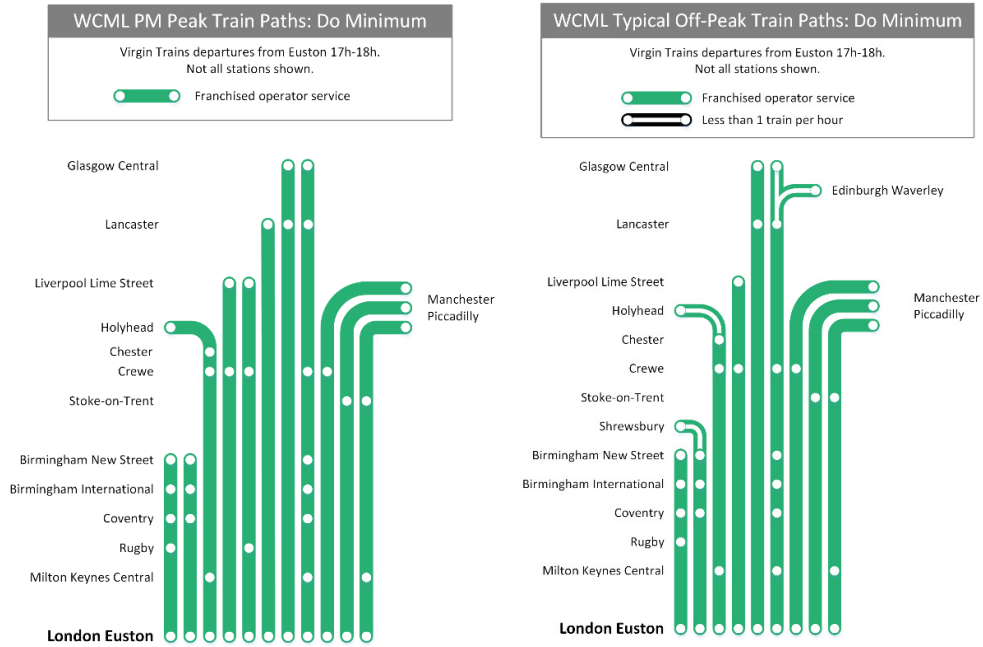 WCML PM Peak Train Paths: Do Minimum
Virgin Trains departures from Euston 17h-18h.
Not all stations shown.
Franchised operator service
Glasgow Central
Lancaster
Liverpool Lime Street
Manchester
Piccadilly
Holyhead
Chester
Crewe
Stoke-on-Trent
Birmingham New Street
Birmingham International
Coventry
Rugby
Milton Keynes Central
London Euston
WCML Typical Off-Peak Train Paths: Do Minimum
Virgin Trains departures from Euston 17h-18h.
Not all stations shown.
Franchised operator service
Less than 1 train per hour
Glasgow Central
Edinburgh Waverley
Lancaster
Liverpool Lime Street
Manchester
Piccadilly
Holyhead
Chester
Crewe
Stoke-on-Trent
Shrewsbury
Birmingham New Street
Birmingham International
Coventry
Rugby
Milton Keynes Central
London Euston